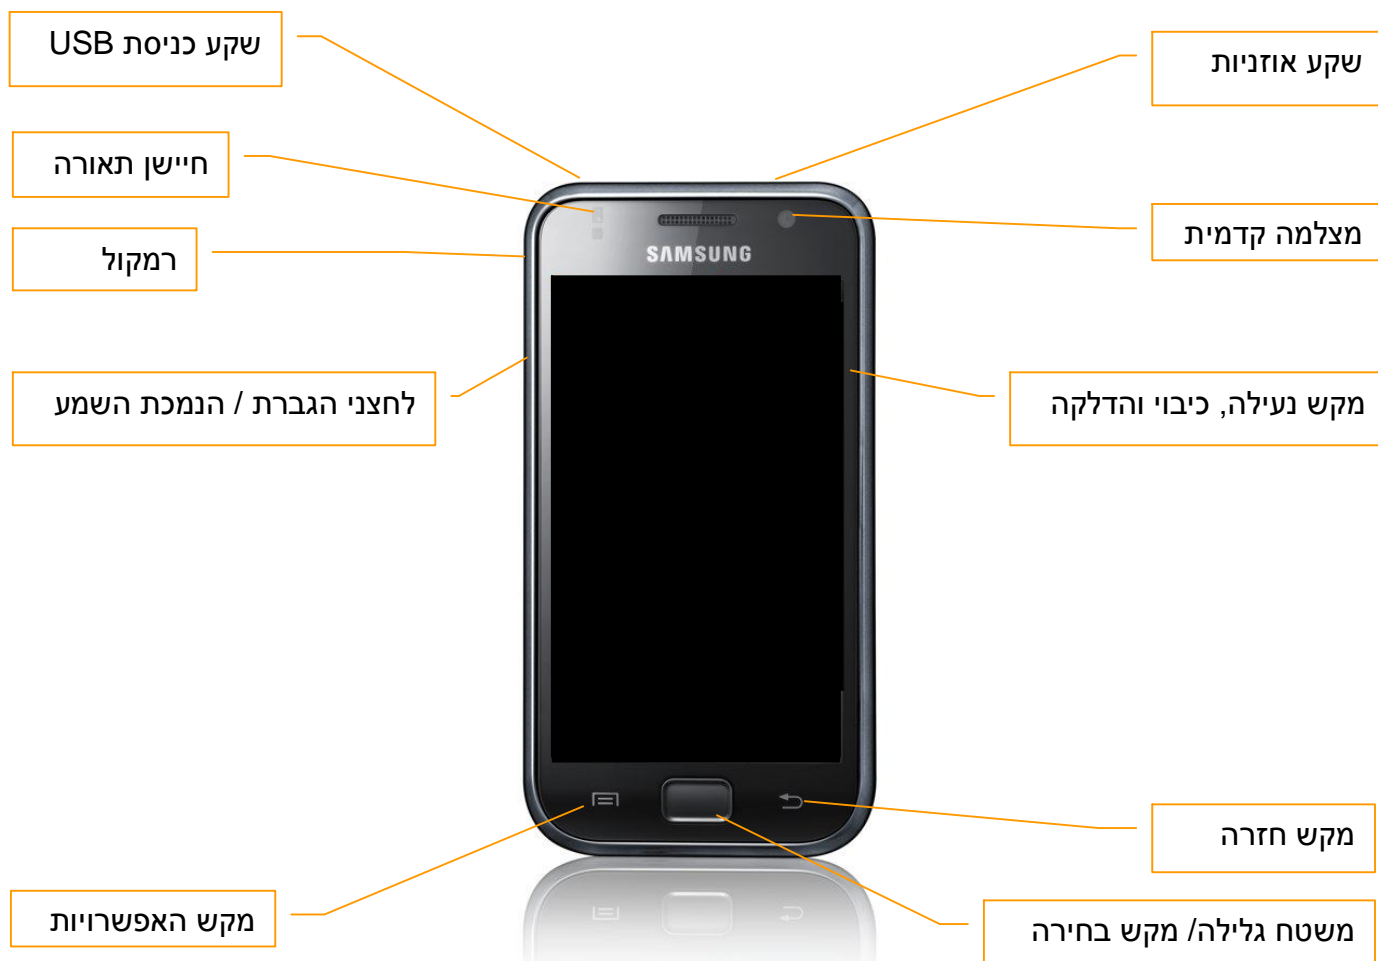 שקע כניסת USB
שקע אוזניות
חיישן תאורה
מצלמה קדמית
רמקול
SAMSUNG
לחצני הגברת / הנמכת השמע
מקש נעילה, כיבוי והדלקה
מקש חזרה
מקש האפשרויות
משטח גלילה/ מקש בחירה